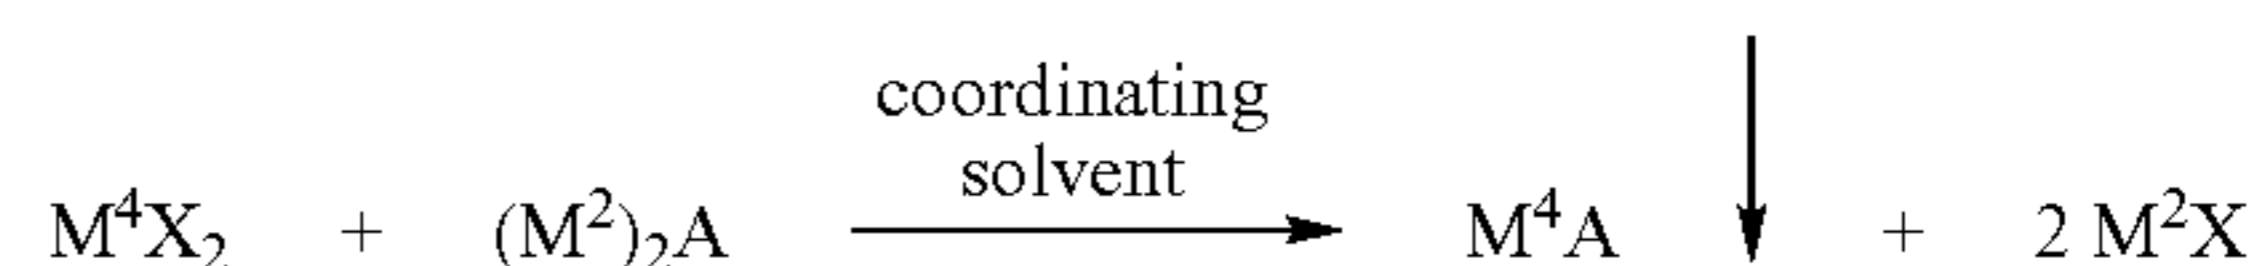 coordinating
solvent
M⁴X₂ + (M²)₂A → M⁴A ↓ + 2 M²X